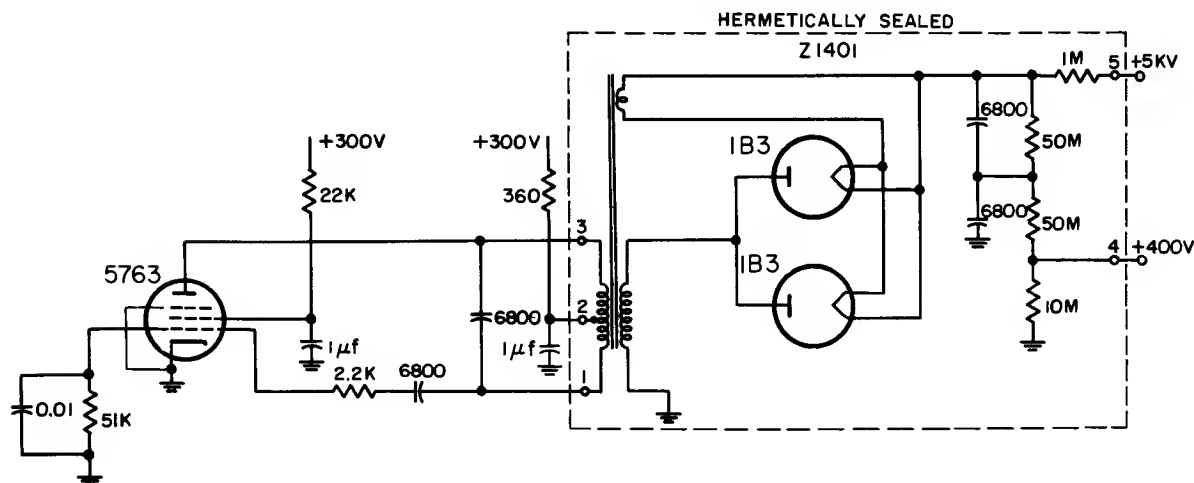 HERMETICALLY SEALED
Z1401
1M
5
+5KV
6800
50M
+300V
+300V
1B3
22K
360
6800
50M
3
4
+400V
5763
1B3
2
10M
6800
1µf
1µf
2.2K
6800
1
0.01
51K